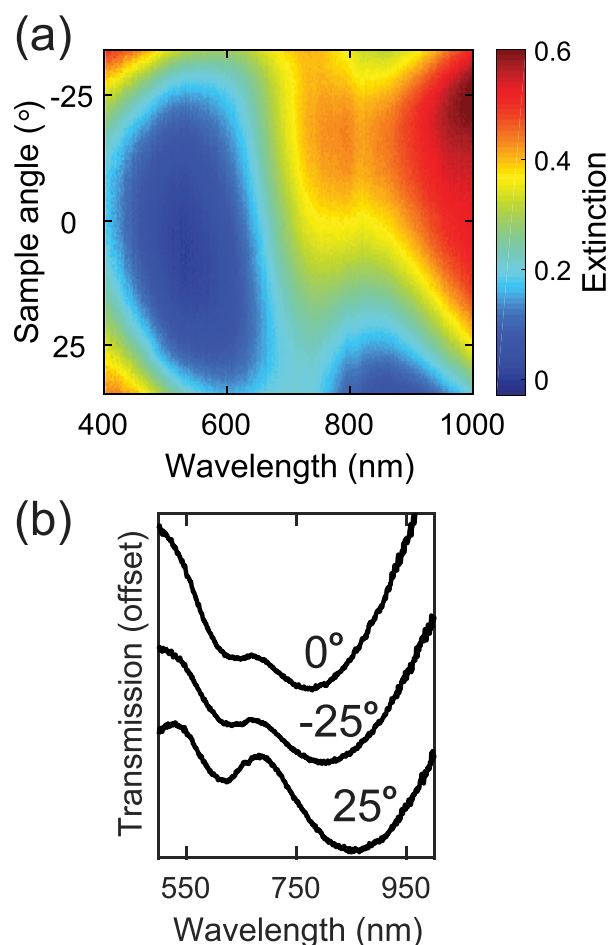 (a)
Sample angle (°)
-25
0
25
400
600
800
1000
Wavelength (nm)
0.6
0.4
0.2
0
Extinction
(b)
Transmission (offset)
0°
-25°
25°
550
750
950
Wavelength (nm)